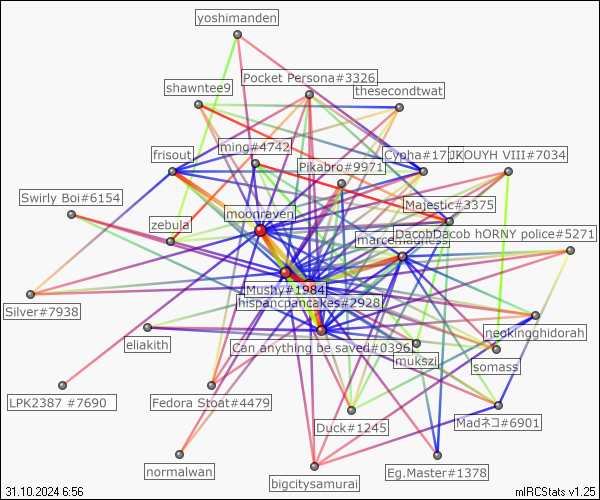 yoshimanden
Pocket Persona#3326
shawntee9
thesecondtwat
ming#4742
frisout
Cypha#17
JKOUYH VIII#7034
Pikabro#9971
Swirly Boi#6154
Majestic#3375
moonraven
zebula
marcemadness
DacobDacob hORNY police#5271
Mushy#1984
hispanicpancakes#2928
Silver#7938
neokingghidorah
eliakith
Can anything be saved#0396
mukszi
somass
LPK2387 #7690
Fedora Stoat#4479
Duck#1245
Madネコ#6901
normalwan
Eg.Master#1378
bigcitysamurai
31.10.2024 6:56
mIRCStats v1.25